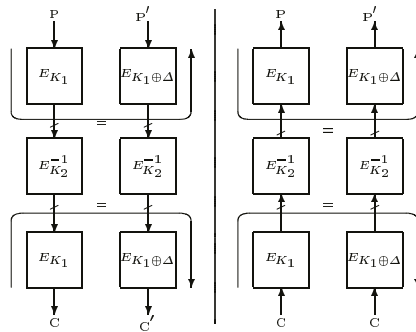 P P′ P P′
E_{K_1} E_{K_1⊕Δ} E_{K_1} E_{K_1⊕Δ}
= =
E^{-1}_{K_2} E^{-1}_{K_2} E^{-1}_{K_2} E^{-1}_{K_2}
= =
E_{K_1} E_{K_1⊕Δ} E_{K_1} E_{K_1⊕Δ}
C C′ C C